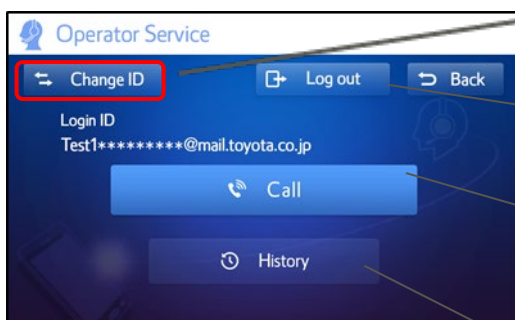 Operator Service
Change ID
Log out
Back
Login ID
Test1*********@mail.toyota.co.jp
Call
History